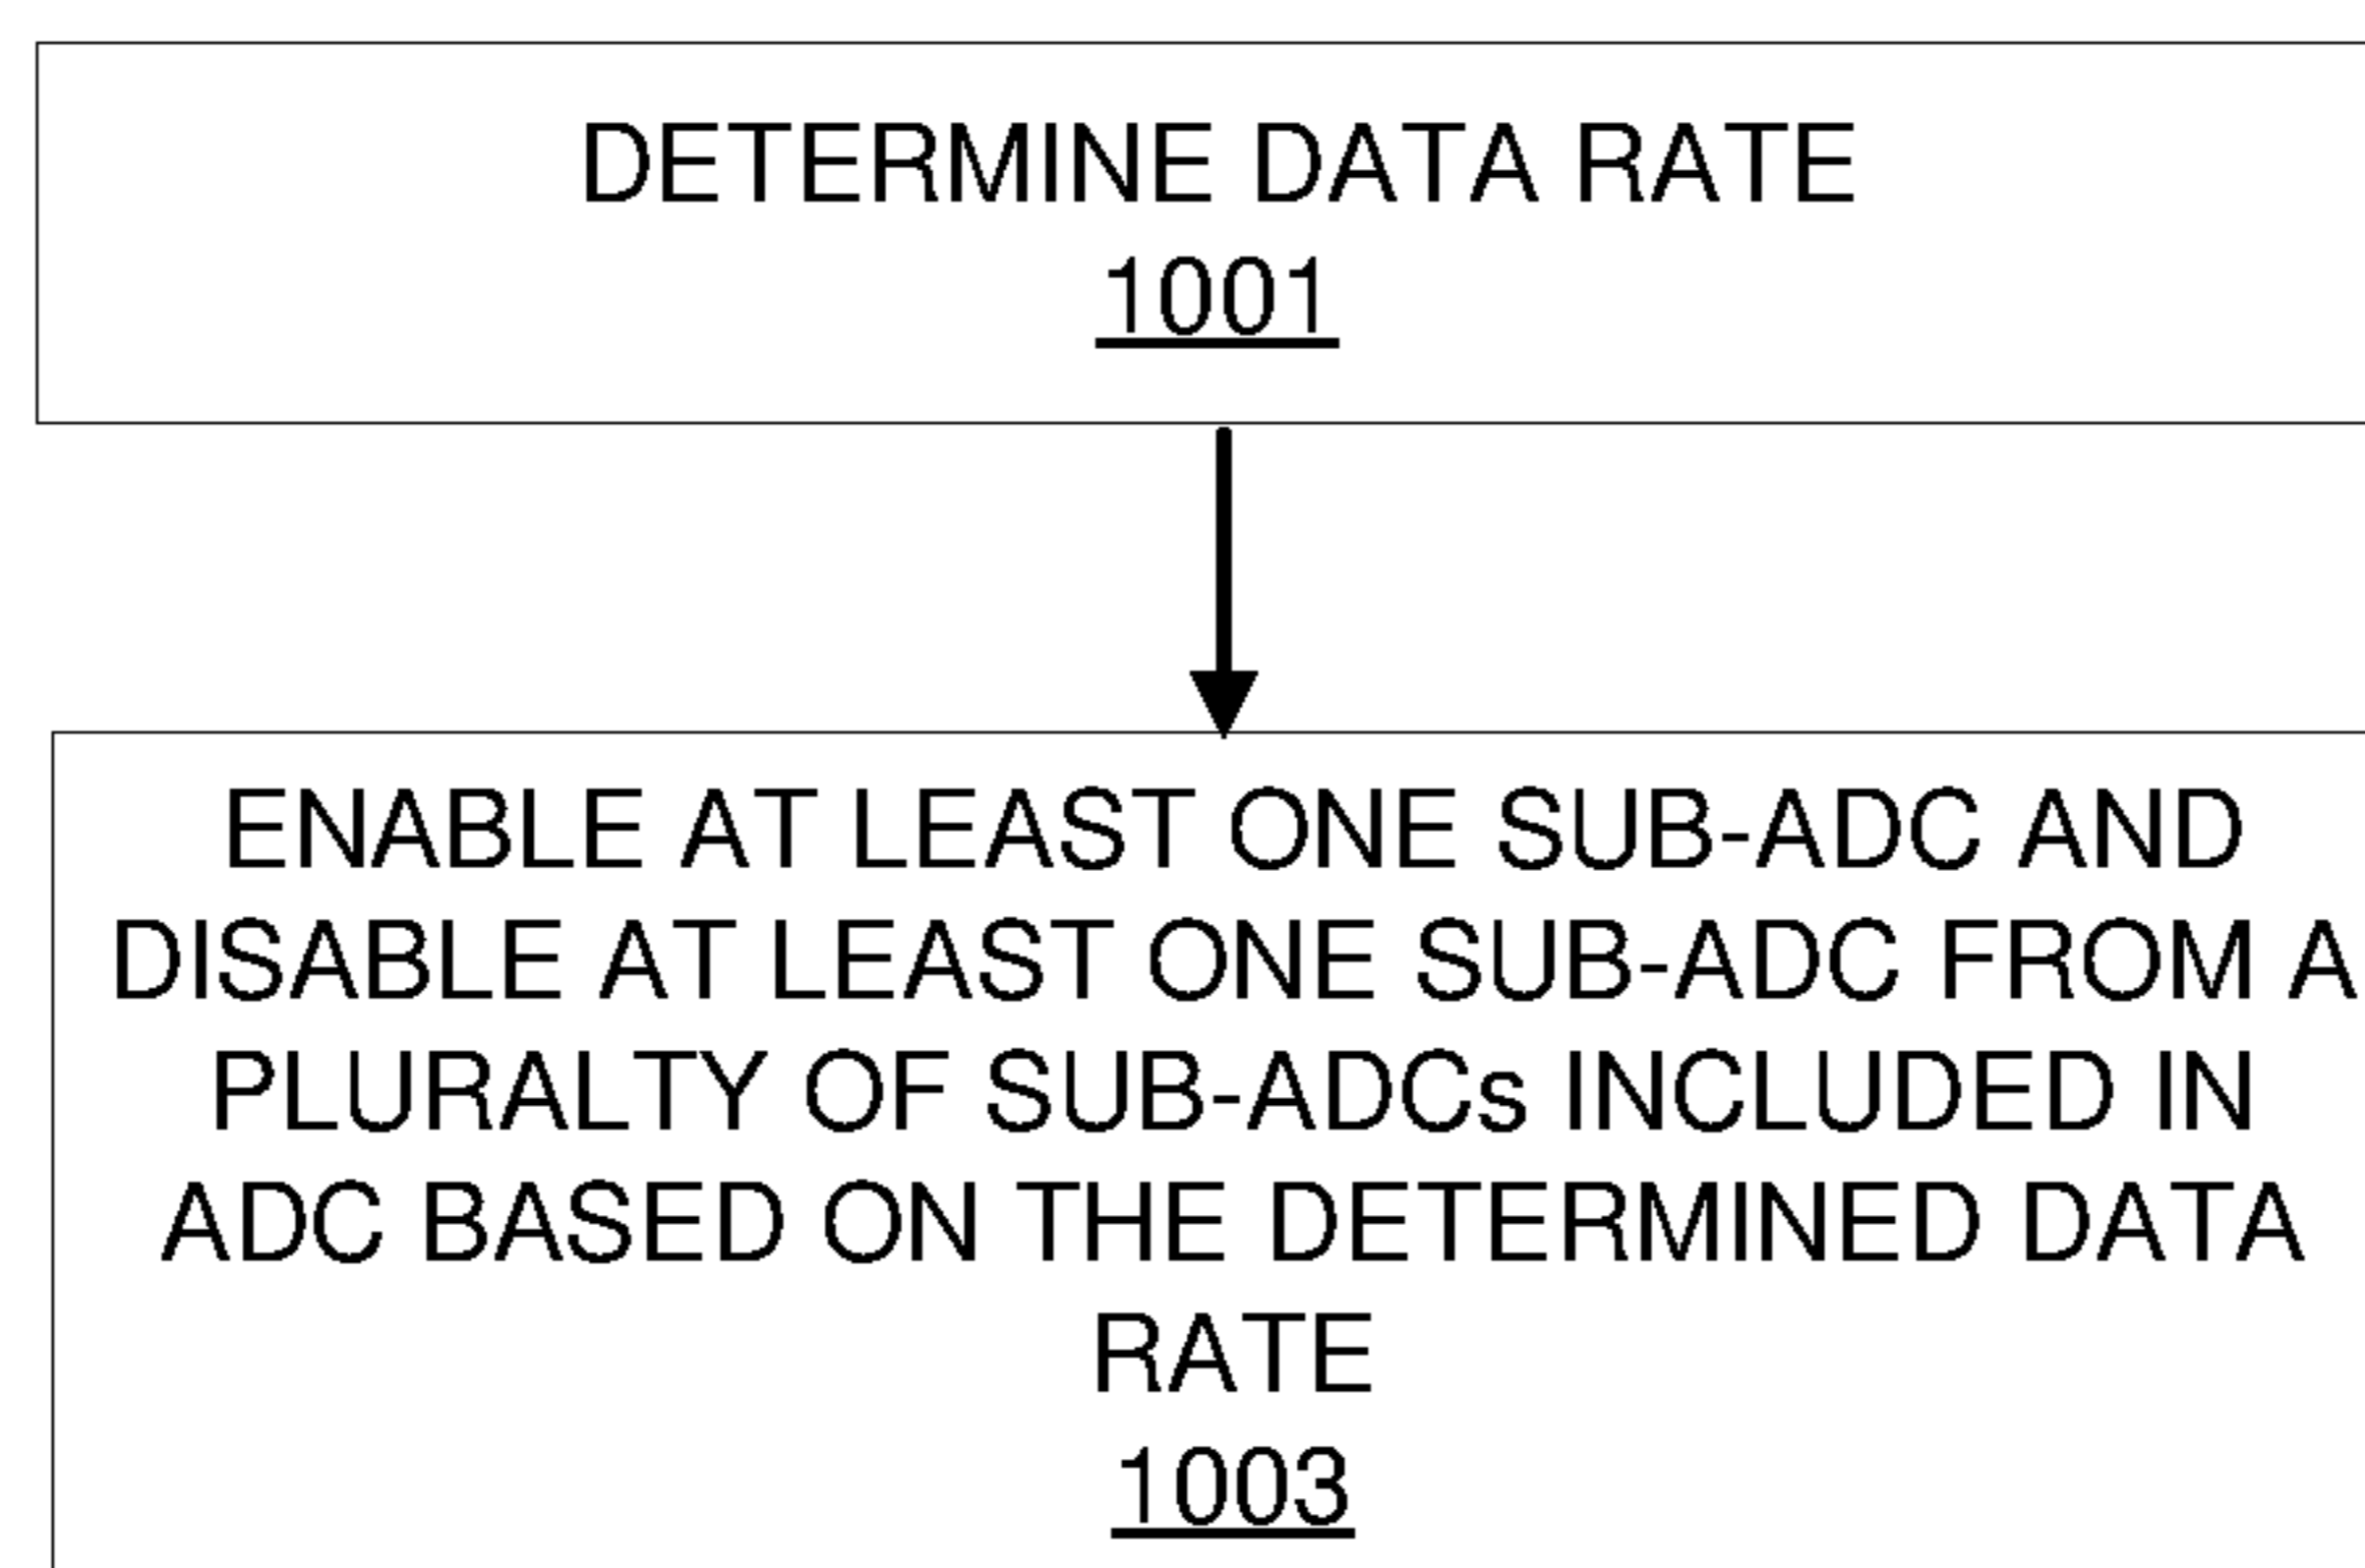 DETERMINE DATA RATE
1001
ENABLE AT LEAST ONE SUB-ADC AND
DISABLE AT LEAST ONE SUB-ADC FROM A
PLURALTY OF SUB-ADCs INCLUDED IN
ADC BASED ON THE DETERMINED DATA
RATE
1003